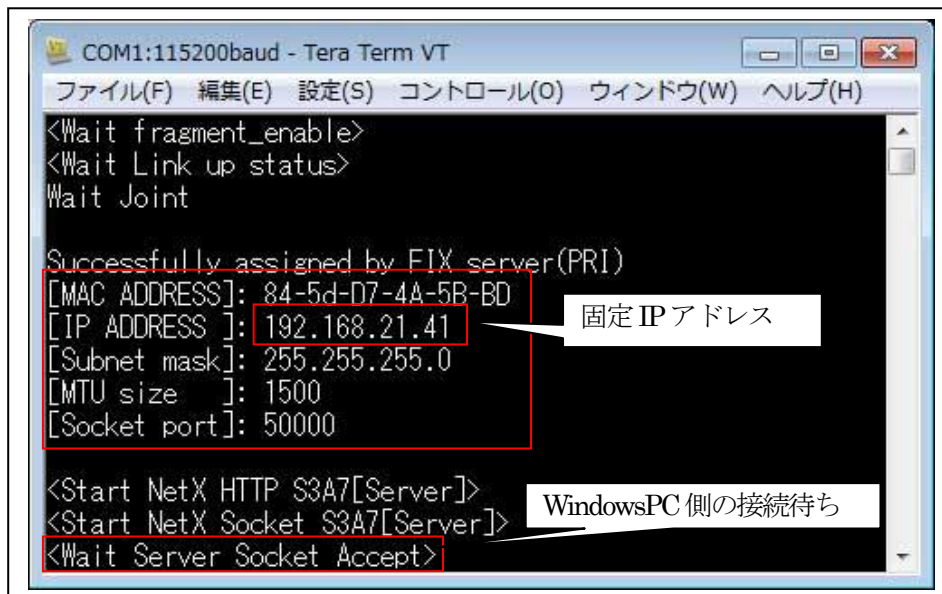 COM1:115200baud - Tera Term VT
ファイル(F) 編集(E) 設定(S) コントロール(O) ウィンドウ(W) ヘルプ(H)
<Wait fragment_enable>
<Wait Link up status>
Wait Joint
Successfully assigned by FIX server(PRI)
[MAC ADDRESS]: 84-5d-D7-4A-5B-BD
[IP ADDRESS ]: 192.168.21.41
固定IPアドレス
[Subnet mask]: 255.255.255.0
[MTU size   ]: 1500
[Socket port]: 50000
<Start NetX HTTP S3A7[Server]>
<Start NetX Socket S3A7[Server]>
WindowsPC側の接続待ち
<Wait Server Socket Accept>